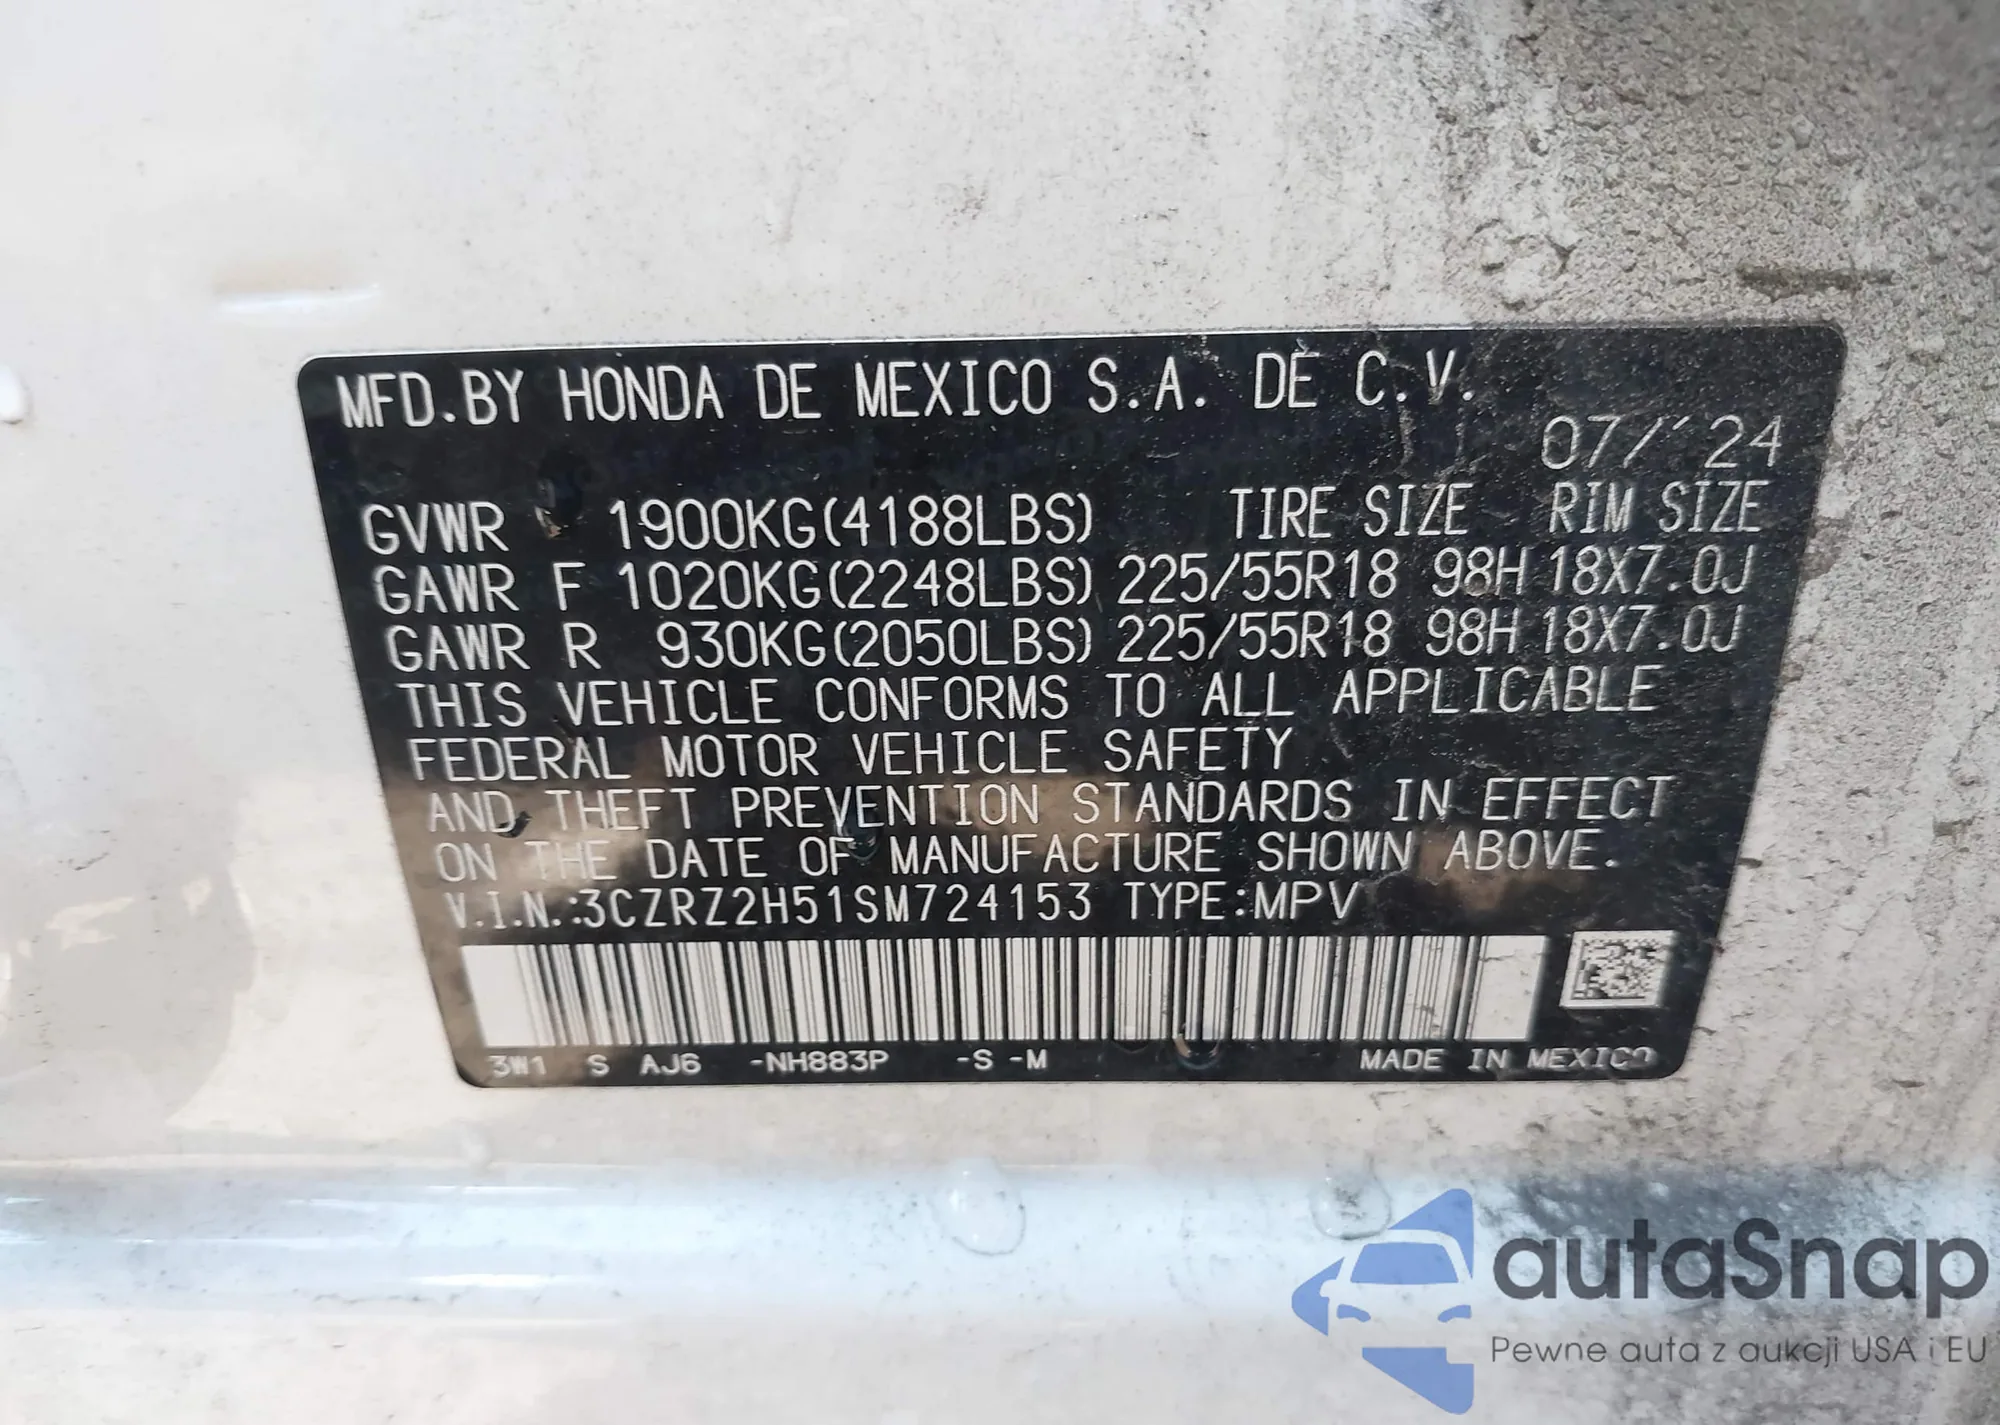 MFD.BY HONDA DE MEXICO S.A. DE C.V.
07/´24
GVWR 1900KG(4188LBS) TIRE SIZE RIM SIZE
GAWR F 1020KG(2248LBS) 225/55R18 98H 18X7.0J
GAWR R 930KG(2050LBS) 225/55R18 98H 18X7.0J
THIS VEHICLE CONFORMS TO ALL APPLICABLE
FEDERAL MOTOR VEHICLE SAFETY
AND THEFT PREVENTION STANDARDS IN EFFECT
ON THE DATE OF MANUFACTURE SHOWN ABOVE.
V.I.N.:3CZRZ2H51SM724153 TYPE:MPV
3W1 S AJ6 -NH883P -S -M MADE IN MEXICO
autaSnap
Pewne auta z aukcji USA i EU